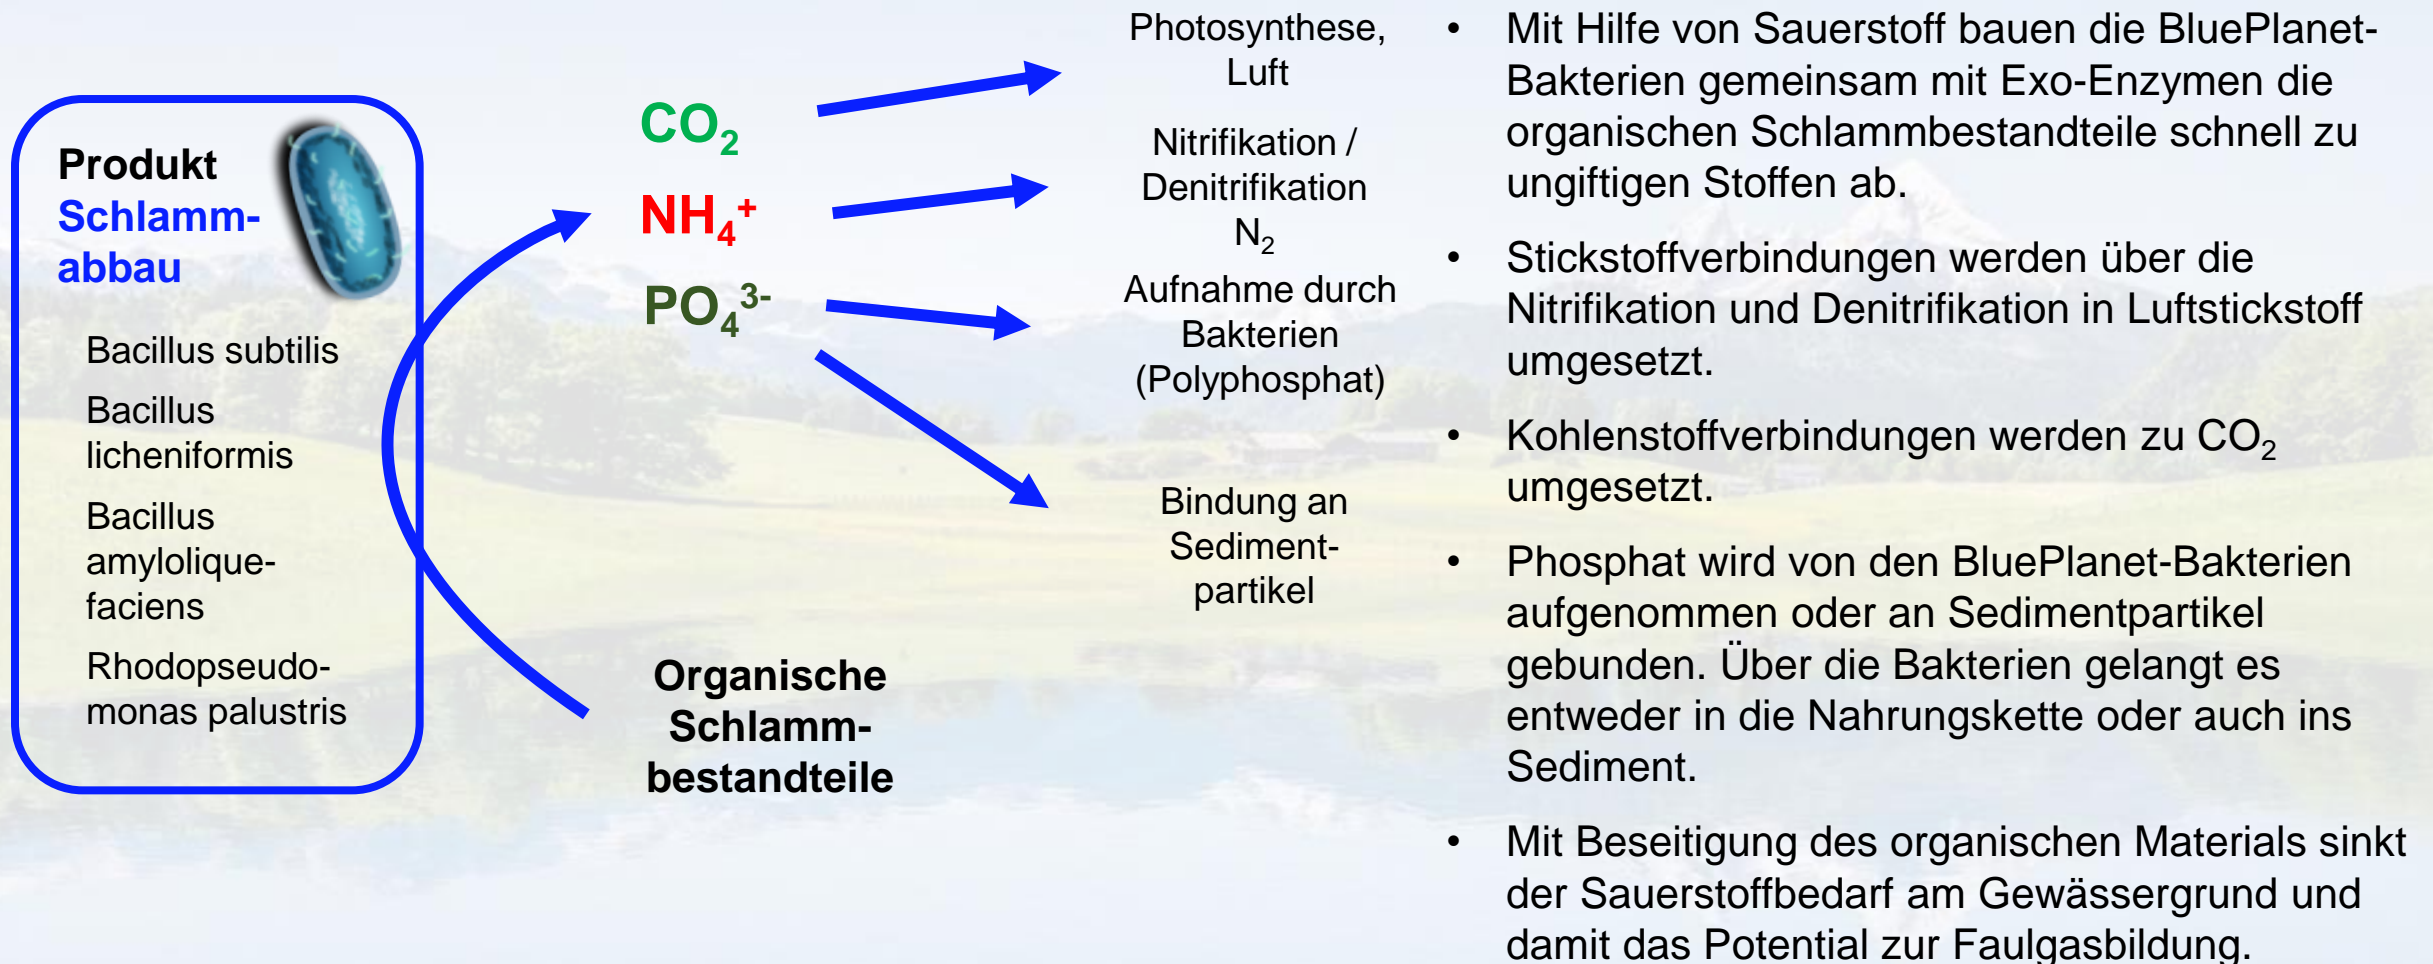 Produkt
Schlamm-
abbau
Bacillus subtilis
Bacillus
licheniformis
Bacillus
amylolique-
faciens
Rhodopseudo-
monas palustris
CO₂
NH₄⁺
PO₄³⁻
Organische
Schlamm-
bestandteile
Photosynthese,
Luft
Nitrifikation /
Denitrifikation
N₂
Aufnahme durch
Bakterien
(Polyphosphat)
Bindung an
Sediment-
partikel
• Mit Hilfe von Sauerstoff bauen die BluePlanet-
Bakterien gemeinsam mit Exo-Enzymen die
organischen Schlammbestandteile schnell zu
ungiftigen Stoffen ab.
• Stickstoffverbindungen werden über die
Nitrifikation und Denitrifikation in Luftstickstoff
umgesetzt.
• Kohlenstoffverbindungen werden zu CO₂
umgesetzt.
• Phosphat wird von den BluePlanet-Bakterien
aufgenommen oder an Sedimentpartikel
gebunden. Über die Bakterien gelangt es
entweder in die Nahrungskette oder auch ins
Sediment.
• Mit Beseitigung des organischen Materials sinkt
der Sauerstoffbedarf am Gewässergrund und
damit das Potential zur Faulgasbildung.